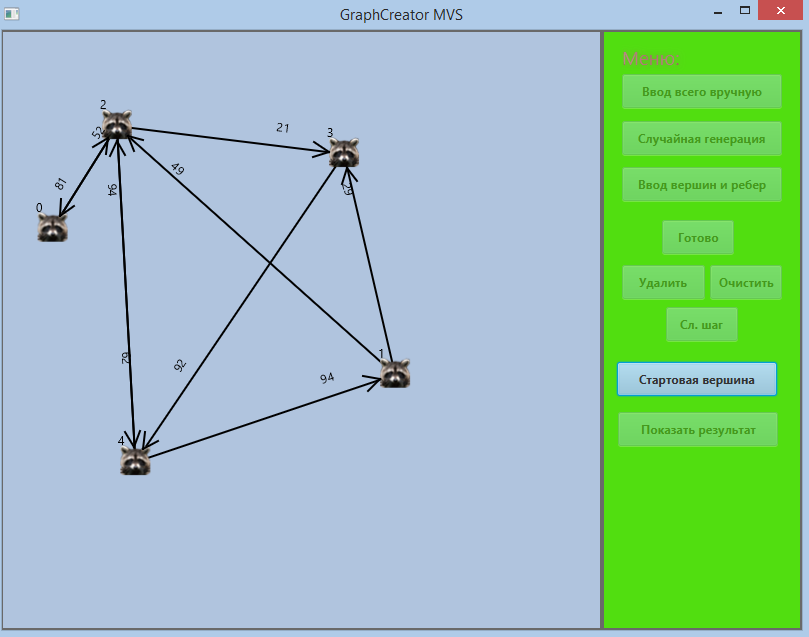 GraphCreator MVS
Меню:
Ввод всего вручную
Случайная генерация
Ввод вершин и ребер
Готово
Удалить Очистить
Сл. шаг
Стартовая вершина
Показать результат
2
52
21
3
49
81
94
29
0
1
62
92
94
4